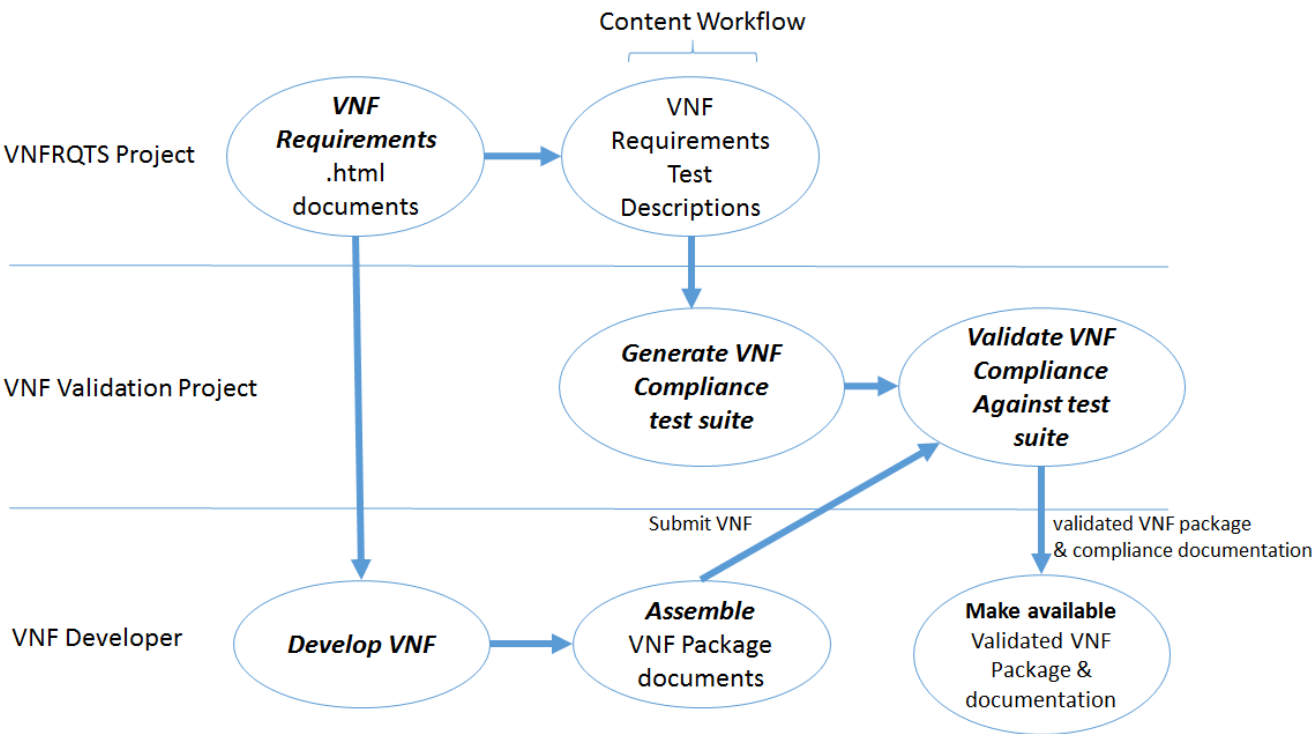 Content Workflow
VNFRQTS Project
VNF
Requirements
.html
documents
VNF
Requirements
Test
Descriptions
VNF Validation Project
Generate VNF
Compliance
test suite
Validate VNF
Compliance
Against test
suite
Submit VNF
validated VNF package
& compliance documentation
VNF Developer
Develop VNF
Assemble
VNF Package
documents
Make available
Validated VNF
Package &
documentation